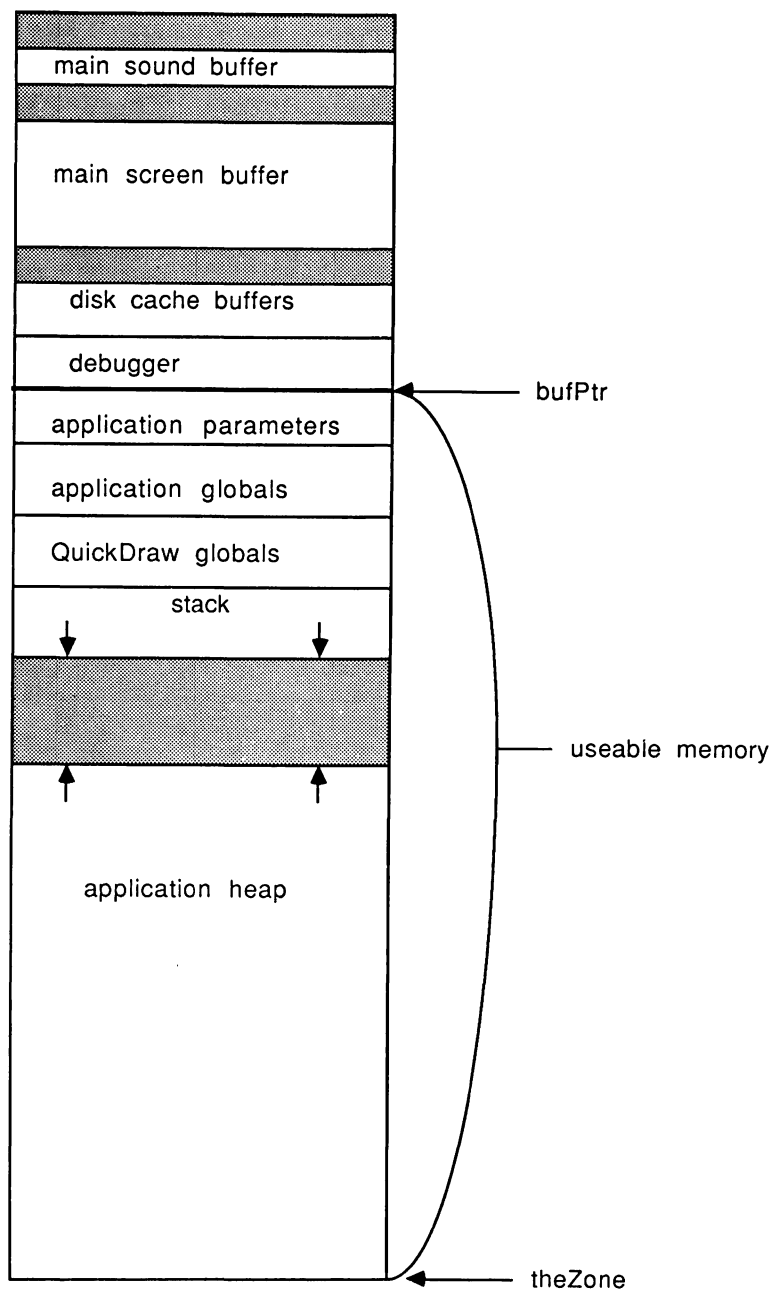 main sound buffer
main screen buffer
disk cache buffers
debugger
bufPtr
application parameters
application globals
QuickDraw globals
stack
useable memory
application heap
theZone